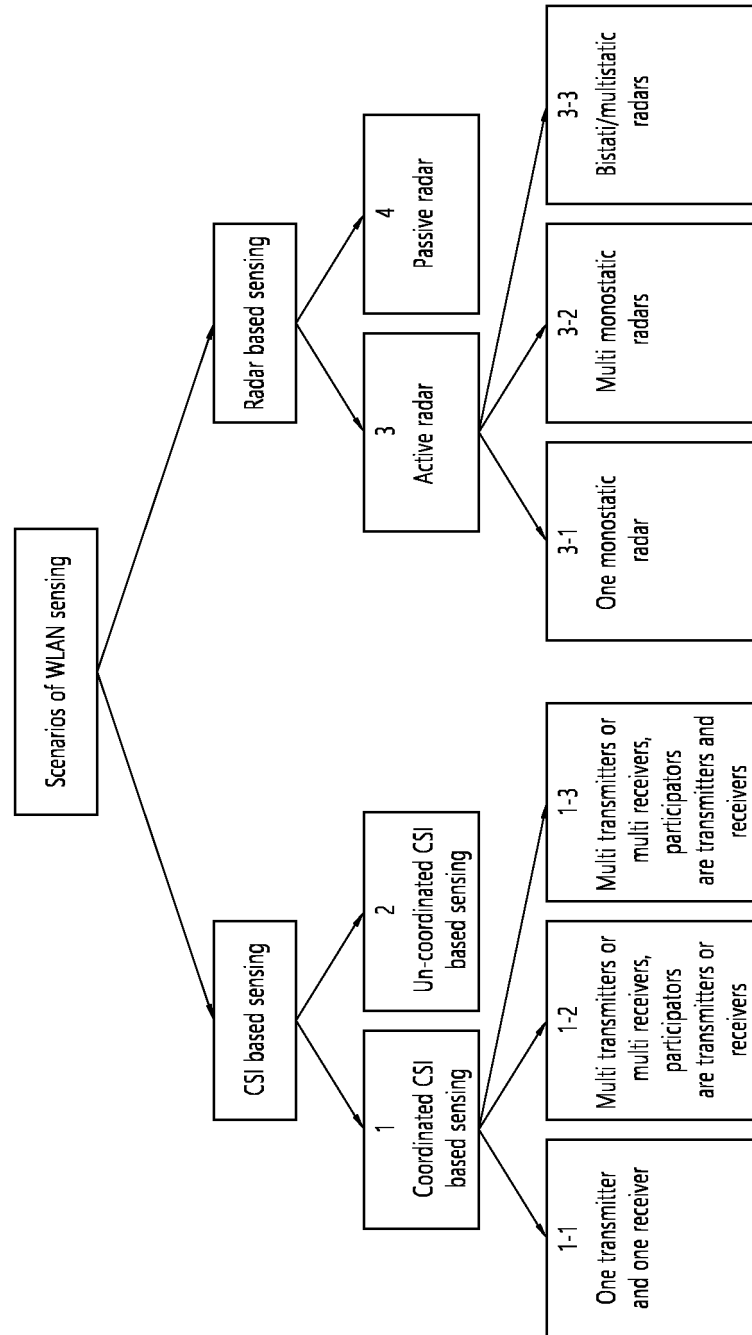 Scenarios of WLAN sensing
CSI based sensing
Radar based sensing
1
Coordinated CSI
based sensing
2
Un-coordinated CSI
based sensing
3
Active radar
4
Passive radar
1-1
One transmitter
and one receiver
1-2
Multi transmitters or
multi receivers,
participators
are transmitters or
receivers
1-3
Multi transmitters or
multi receivers,
participators
are transmitters and
receivers
3-1
One monostatic
radar
3-2
Multi monostatic
radars
3-3
Bistati/multistatic
radars